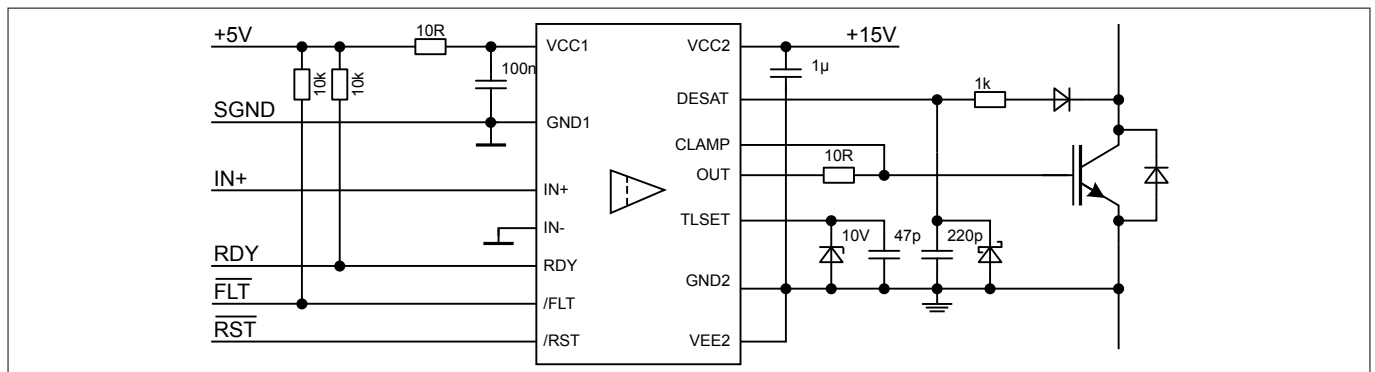 +5V
10R
VCC1
VCC2
+15V
10k
10k
100n
1µ
DESAT
1k
SGND
GND1
CLAMP
10R
OUT
IN+
IN+
TLSET
IN-
10V
47p
220p
RDY
RDY
GND2
FLT
/FLT
RST
/RST
VEE2